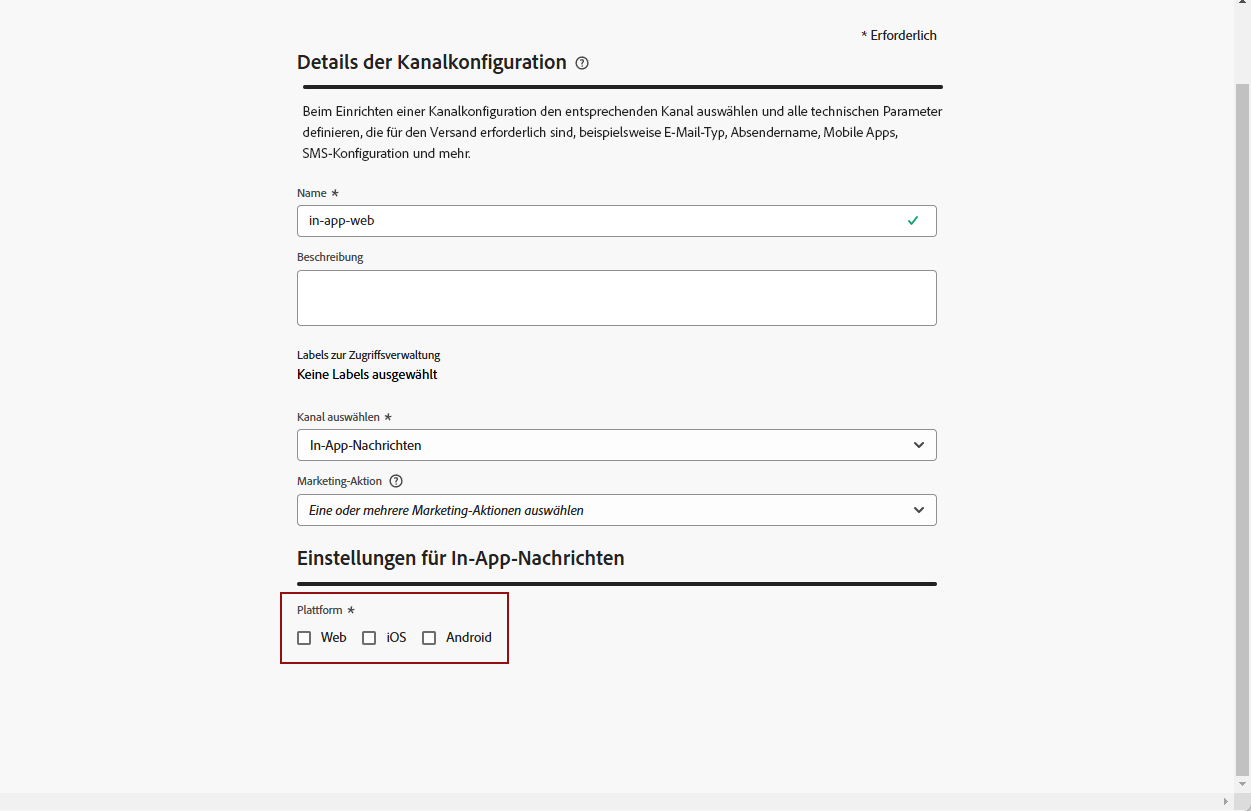 * Erforderlich
Details der Kanalkonfiguration
Beim Einrichten einer Kanalkonfiguration den entsprechenden Kanal auswählen und alle technischen Parameter
definieren, die für den Versand erforderlich sind, beispielsweise E-Mail-Typ, Absendername, Mobile Apps,
SMS-Konfiguration und mehr.
Name *
in-app-web
Beschreibung
Labels zur Zugriffsverwaltung
Keine Labels ausgewählt
Kanal auswählen *
In-App-Nachrichten
Marketing-Aktion
Eine oder mehrere Marketing-Aktionen auswählen
Einstellungen für In-App-Nachrichten
Plattform *
Web iOS Android